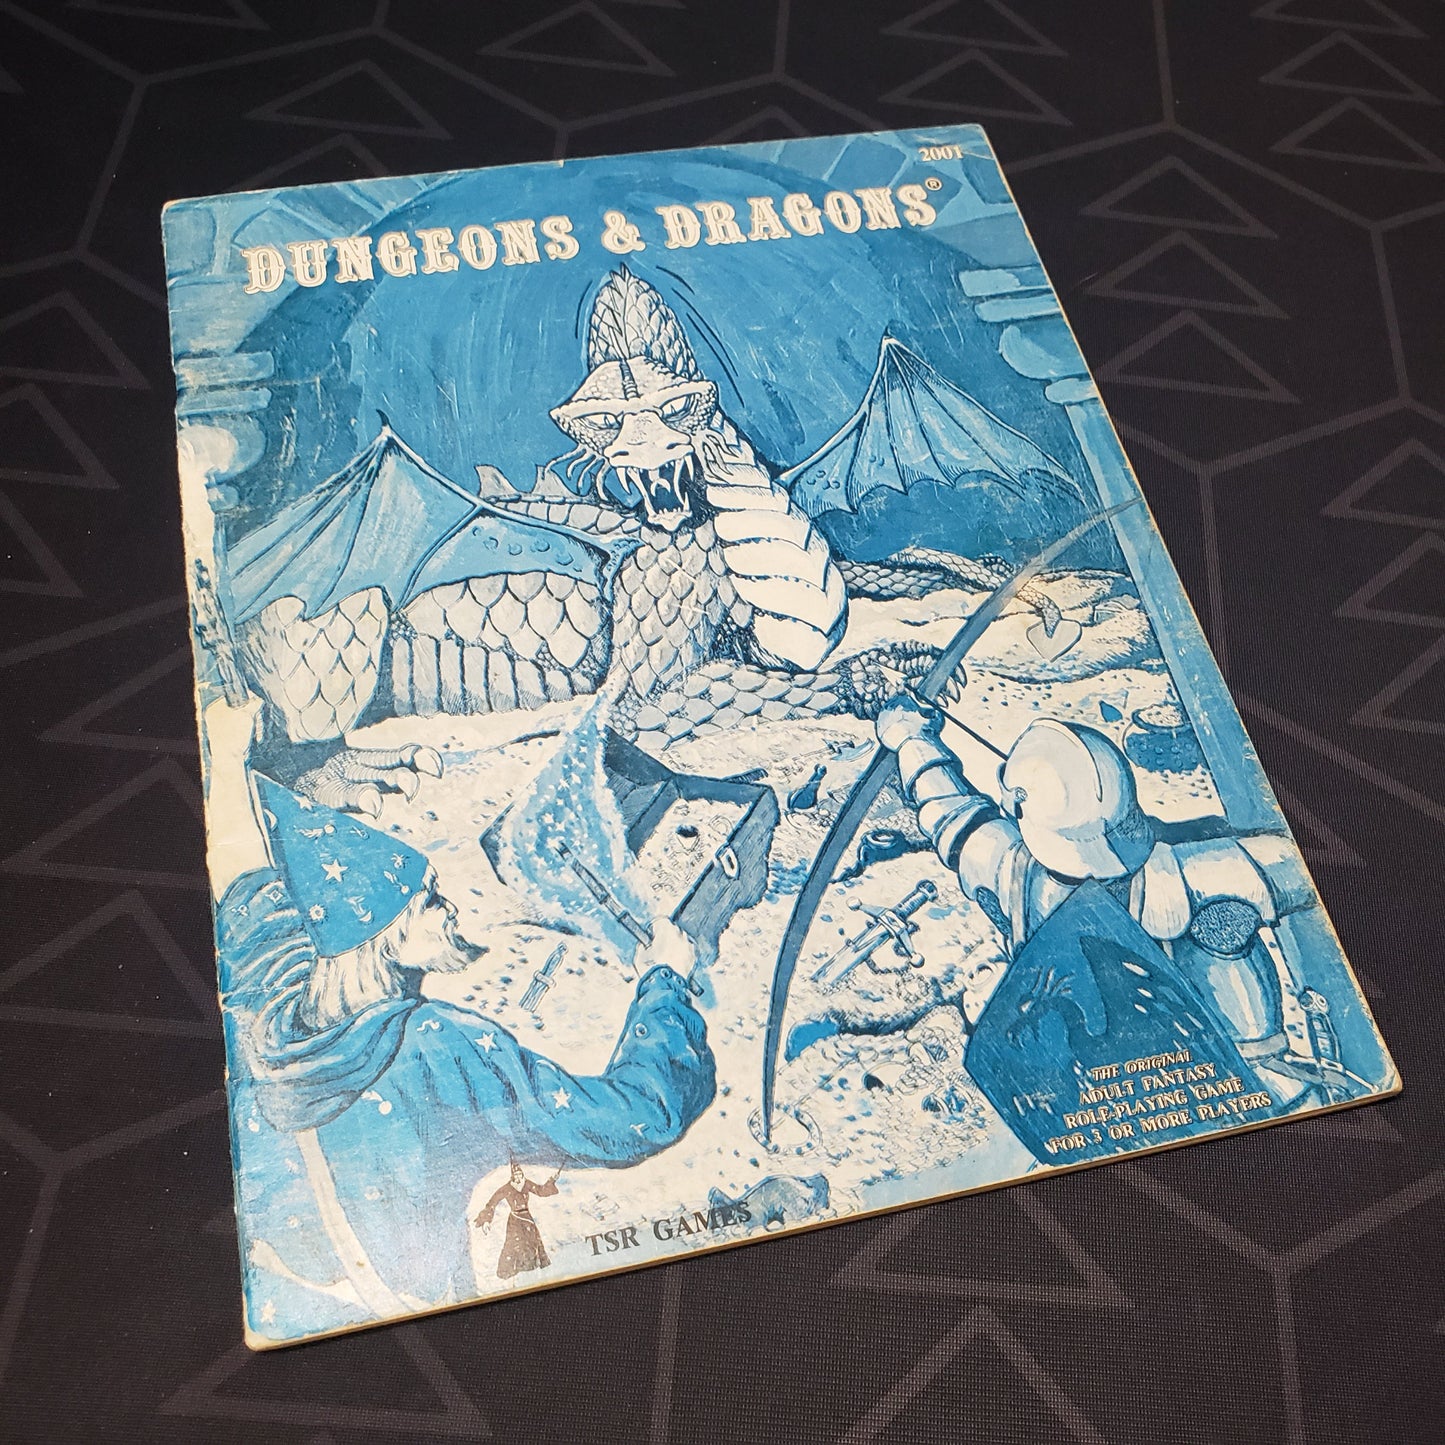 2001
DUNGEONS & DRAGONS®
THE ORIGINAL
ADULT FANTASY
ROLE-PLAYING GAME
FOR 3 OR MORE PLAYERS
TSR GAMES